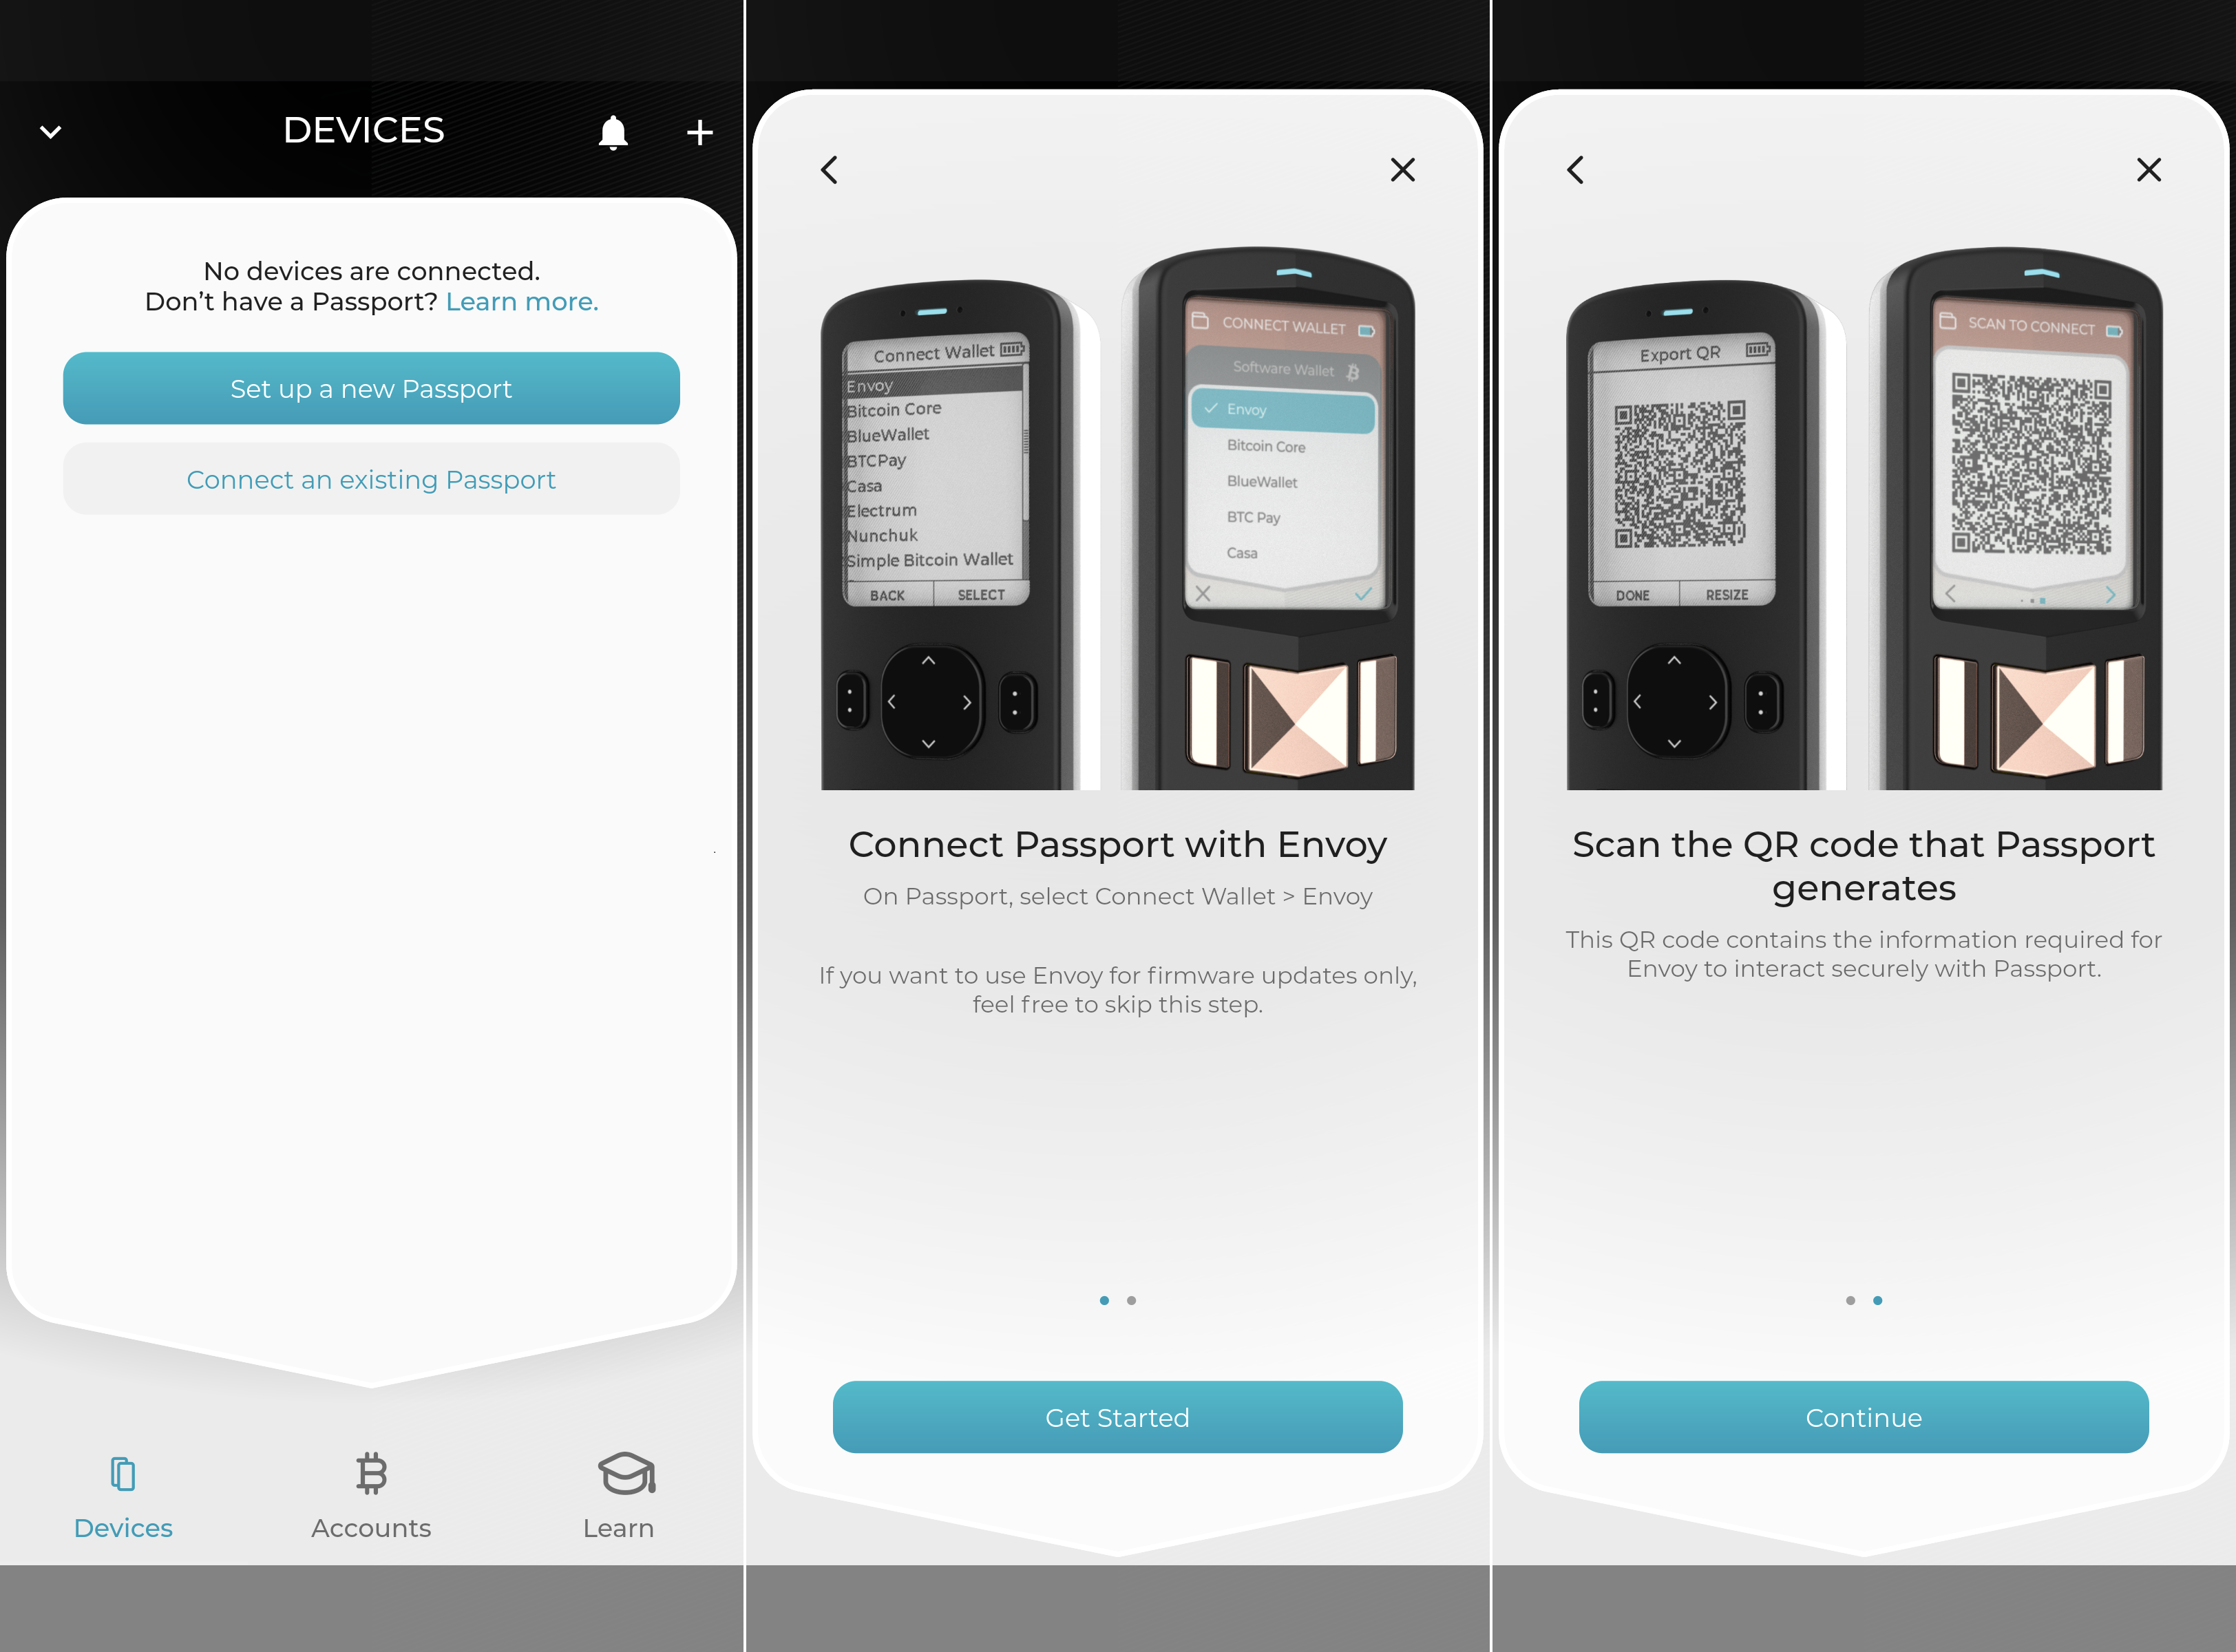 DEVICES
No devices are connected.
Don't have a Passport? Learn more.
Set up a new Passport
Connect an existing Passport
Devices
Accounts
Learn
Connect Wallet
Envoy
Bitcoin Core
BlueWallet
BTCPay
Casa
Electrum
Nunchuk
Simple Bitcoin Wallet
BACK
SELECT
CONNECT WALLET
Software Wallet
Envoy
Bitcoin Core
BlueWallet
BTC Pay
Casa
Connect Passport with Envoy
On Passport, select Connect Wallet > Envoy
If you want to use Envoy for firmware updates only,
feel free to skip this step.
Get Started
Export QR
DONE
RESIZE
SCAN TO CONNECT
Scan the QR code that Passport
generates
This QR code contains the information required for
Envoy to interact securely with Passport.
Continue